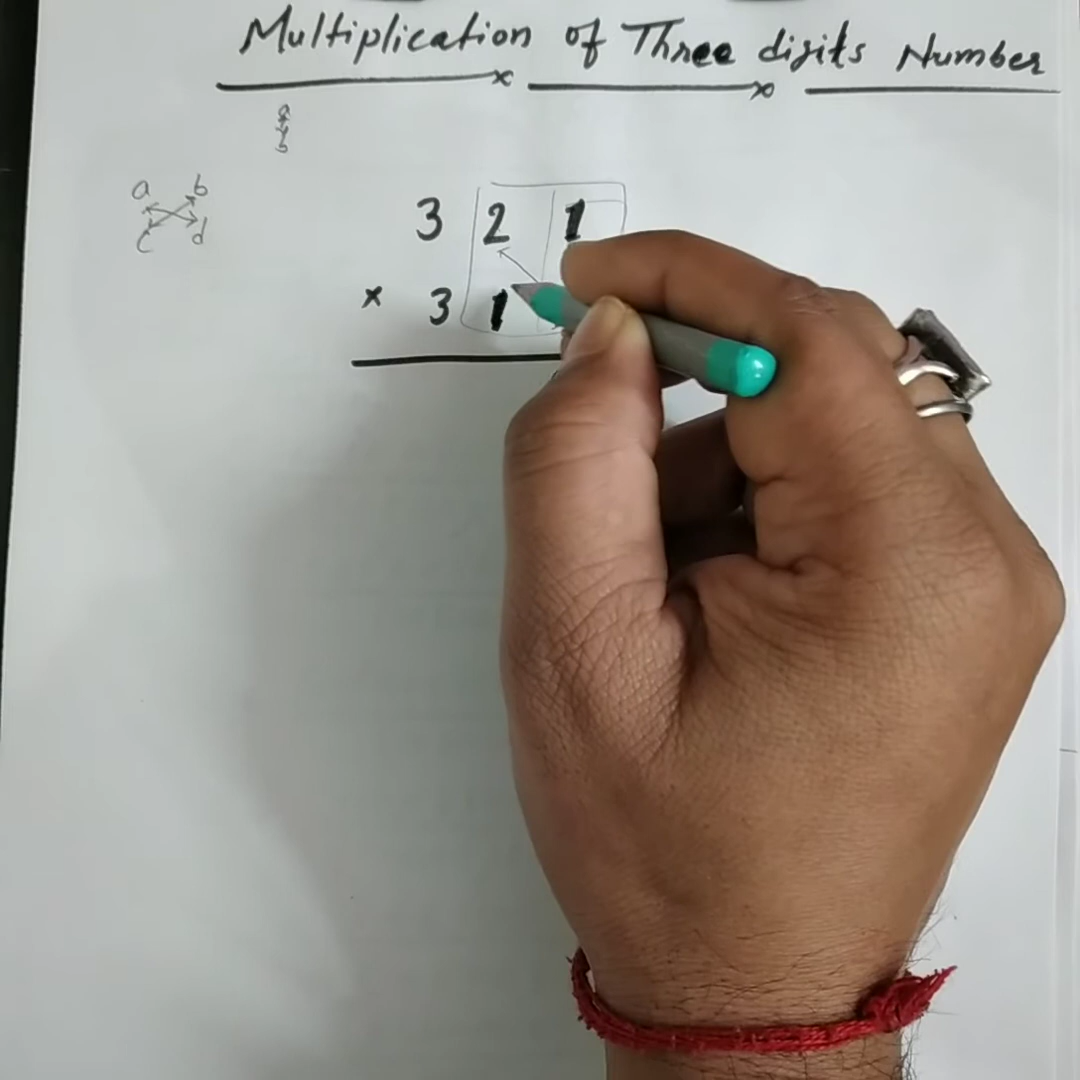 Multiplication of Three digits Number
a
b
a b
c d
3 2 1
× 3 1